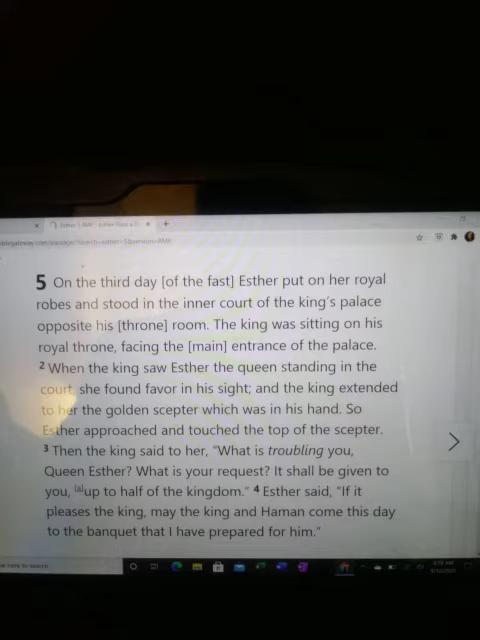 5 On the third day [of the fast] Esther put on her royal
robes and stood in the inner court of the king's palace
opposite his [throne] room. The king was sitting on his
royal throne, facing the [main] entrance of the palace.
2 When the king saw Esther the queen standing in the
court, she found favor in his sight; and the king extended
to her the golden scepter which was in his hand. So
Esther approached and touched the top of the scepter.
3 Then the king said to her, "What is troubling you,
Queen Esther? What is your request? It shall be given to
you, [a]up to half of the kingdom." 4 Esther said, "If it
pleases the king, may the king and Haman come this day
to the banquet that I have prepared for him."